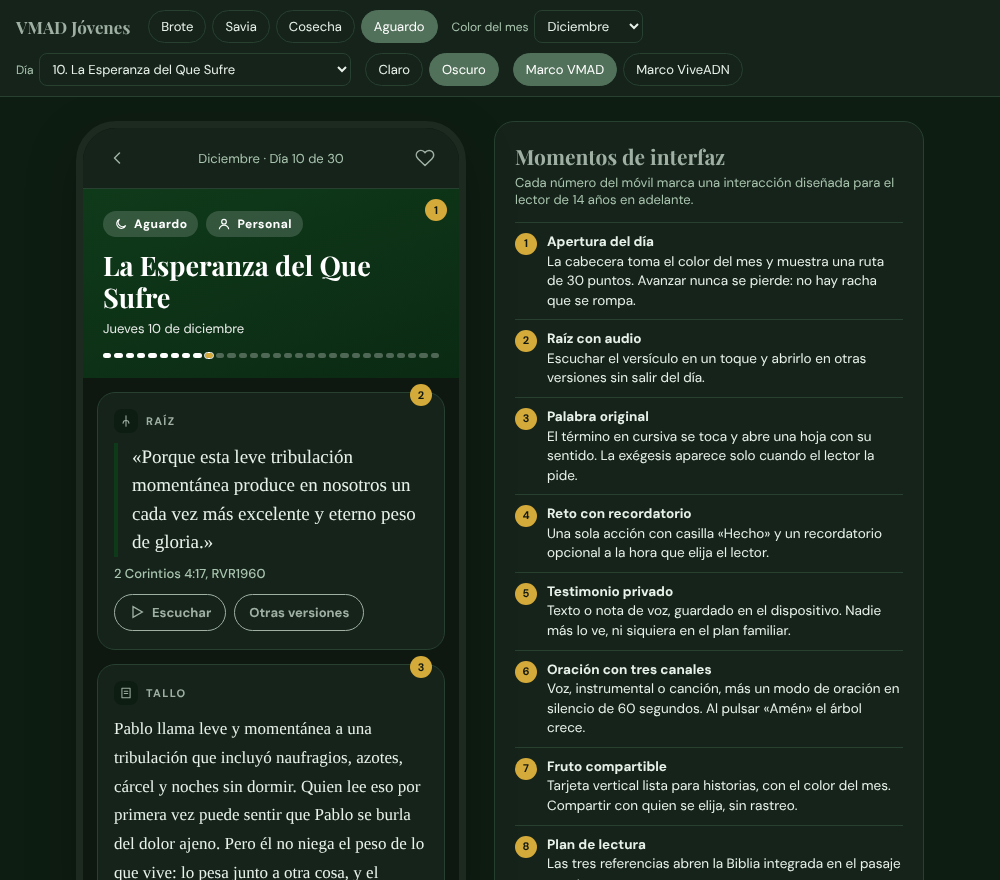 VMAD Jóvenes
Brote
Savia
Cosecha
Aguardo
Color del mes
Diciembre
Día
10. La Esperanza del Que Sufre
Claro
Oscuro
Marco VMAD
Marco ViveADN
Diciembre · Día 10 de 30
1
Aguardo
Personal
La Esperanza del Que
Sufre
Jueves 10 de diciembre
2
RAÍZ
«Porque esta leve tribulación
momentánea produce en nosotros un
cada vez más excelente y eterno peso
de gloria.»
2 Corintios 4:17, RVR1960
Escuchar
Otras versiones
3
TALLO
Pablo llama leve y momentánea a una
tribulación que incluyó naufragios, azotes,
cárcel y noches sin dormir. Quien lee eso por
primera vez puede sentir que Pablo se burla
del dolor ajeno. Pero él no niega el peso de lo
que vive: lo pesa junto a otra cosa, y el
Momentos de interfaz
Cada número del móvil marca una interacción diseñada para el
lector de 14 años en adelante.
1
Apertura del día
La cabecera toma el color del mes y muestra una ruta
de 30 puntos. Avanzar nunca se pierde: no hay racha
que se rompa.
2
Raíz con audio
Escuchar el versículo en un toque y abrirlo en otras
versiones sin salir del día.
3
Palabra original
El término en cursiva se toca y abre una hoja con su
sentido. La exégesis aparece solo cuando el lector la
pide.
4
Reto con recordatorio
Una sola acción con casilla «Hecho» y un recordatorio
opcional a la hora que elija el lector.
5
Testimonio privado
Texto o nota de voz, guardado en el dispositivo. Nadie
más lo ve, ni siquiera en el plan familiar.
6
Oración con tres canales
Voz, instrumental o canción, más un modo de oración en
silencio de 60 segundos. Al pulsar «Amén» el árbol
crece.
7
Fruto compartible
Tarjeta vertical lista para historias, con el color del mes.
Compartir con quien se elija, sin rastreo.
8
Plan de lectura
Las tres referencias abren la Biblia integrada en el pasaje